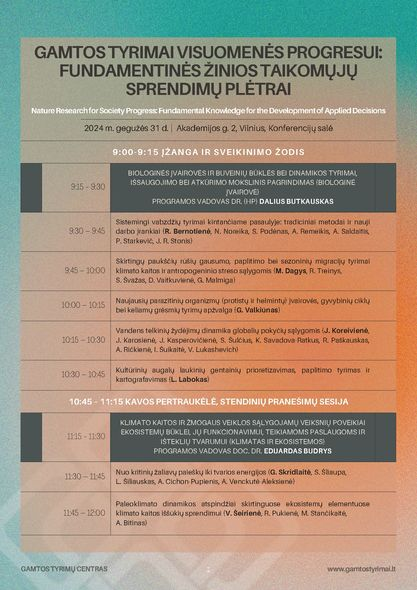 GAMTOS TYRIMAI VISUOMENĖS PROGRESUI:
FUNDAMENTINĖS ŽINIOS TAIKOMŲJŲ
SPRENDIMŲ PLĖTRAI
Nature Research for Society Progress: Fundamental Knowledge for the Development of Applied Decisions
2024 m. gegužės 31 d. | Akademijos g. 2, Vilnius, Konferencijų salė
9:00-9:15 ĮŽANGA IR SVEIKINIMO ŽODIS
9:15 - 9:30
BIOLOGINĖS ĮVAIROVĖS IR BUVEINIŲ BŪKLĖS BEI DINAMIKOS TYRIMAI,
IŠSAUGOJIMO BEI ATKŪRIMO MOKSLINIS PAGRINDIMAS (BIOLOGINĖ
ĮVAIROVĖ)
PROGRAMOS VADOVAS DR. (HP) DALIUS BUTKAUSKAS
9:30 – 9:45
Sistemingi vabzdžių tyrimai kintančiame pasaulyje: tradiciniai metodai ir nauji
darbo įrankiai (R. Bernotienė, N. Noreika, S. Podėnas, A. Remeikis, A. Saldaitis,
P. Starkevič, J. R. Stonis)
9:45 – 10:00
Skirtingų paukščių rūšių gausumo, paplitimo bei sezoninių migracijų tyrimai
klimato kaitos ir antropogeninio streso sąlygomis (M. Dagys, R. Treinys,
S. Švažas, D. Vaitkuvienė, G. Malmiga)
10:00 – 10:15
Naujausių parazitinių organizmų (protistų ir helmintų) įvairovės, gyvybinių ciklų
bei keliamų grėsmių tyrimų apžvalga (G. Valkiūnas)
10:15 – 10:30
Vandens telkinių žydėjimų dinamika globalių pokyčių sąlygomis (J. Koreivienė,
J. Karosienė, J. Kasperovičienė, S. Šulčius, K. Savadova-Ratkus, R. Paškauskas,
A. Ričkienė, I. Šulkaitė, V. Lukashevich)
10:30 – 10:45
Kultūrinių augalų laukinių gentainių prioretizavimas, paplitimo tyrimas ir
kartografavimas (L. Labokas)
10:45 - 11:15 KAVOS PERTRAUKĖLĖ, STENDINIŲ PRANEŠIMŲ SESIJA
11:15 - 11:30
KLIMATO KAITOS IR ŽMOGAUS VEIKLOS SĄLYGOJAMŲ VEIKSNIŲ POVEIKIAI
EKOSISTEMŲ BŪKLEI, JŲ FUNKCIONAVIMUI, TEIKIAMOMS PASLAUGOMS IR
IŠTEKLIŲ TVARUMUI (KLIMATAS IR EKOSISTEMOS)
PROGRAMOS VADOVAS DOC. DR. EDUARDAS BUDRYS
11:30 – 11:45
Nuo kritinių žaliavų paieškų iki tvarios energijos (G. Skridlaitė, S. Šliaupa,
L. Šiliauskas, A. Cichon-Pupienis, A. Venckutė-Aleksienė)
11:45 – 12:00
Paleoklimato dinamikos atspindžiai skirtinguose ekosistemų elementuose
klimato kaitos iššūkių sprendimui (V. Šeirienė, R. Pukienė, M. Stančikaitė,
A. Bitinas)
GAMTOS TYRIMŲ CENTRAS
2
www.gamtostyrimai.lt